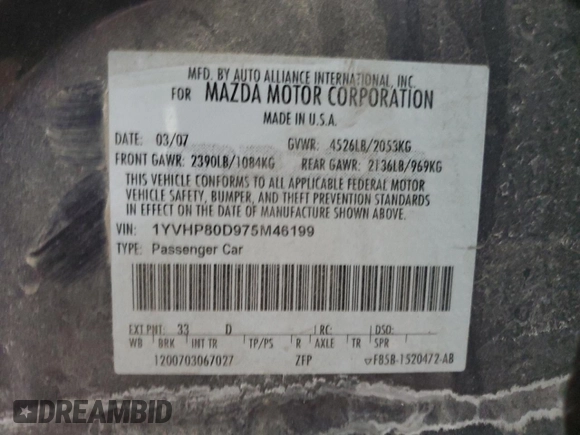 MFD. BY AUTO ALLIANCE INTERNATIONAL, INC.
FOR MAZDA MOTOR CORPORATION
MADE IN U.S.A.
DATE: 03/07 GVWR: 4526LB/2053KG
FRONT GAWR: 2390LB/1084KG REAR GAWR: 2136LB/969KG
THIS VEHICLE CONFORMS TO ALL APPLICABLE FEDERAL MOTOR
VEHICLE SAFETY, BUMPER, AND THEFT PREVENTION STANDARDS
IN EFFECT ON THE DATE OF MANUFACTURE SHOWN ABOVE.
VIN: 1YVHP80D975M46199
TYPE: Passenger Car
EXT PNT: 33 D RC: DSO:
WB BRK INT TR TP/PS R AXLE TR SPR
1200703067027 ZFP FB5B-1520472-AB
DREAMBID